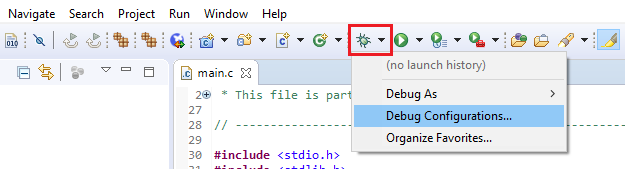 Navigate Search Project Run Window Help
010
(no launch history)
main.c
Debug As
2 * This file is part
Debug Configurations...
27
28 // ----------------------------------------
Organize Favorites...
29
30 #include <stdio.h>
31 #include <stdlib.h>